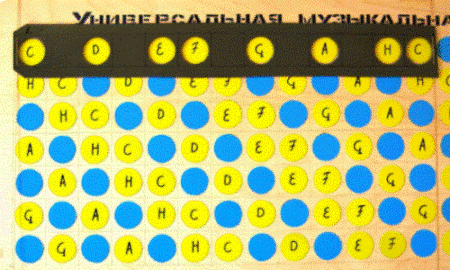 УНИВЕРСАЛЬНАЯ МУЗЫКАЛЬНА
C D E F G A H C
H C D E F G A H
H C D E F G A
A H C D E F G A
A H C D E F G
G A H C D E F G
G A H C D E F